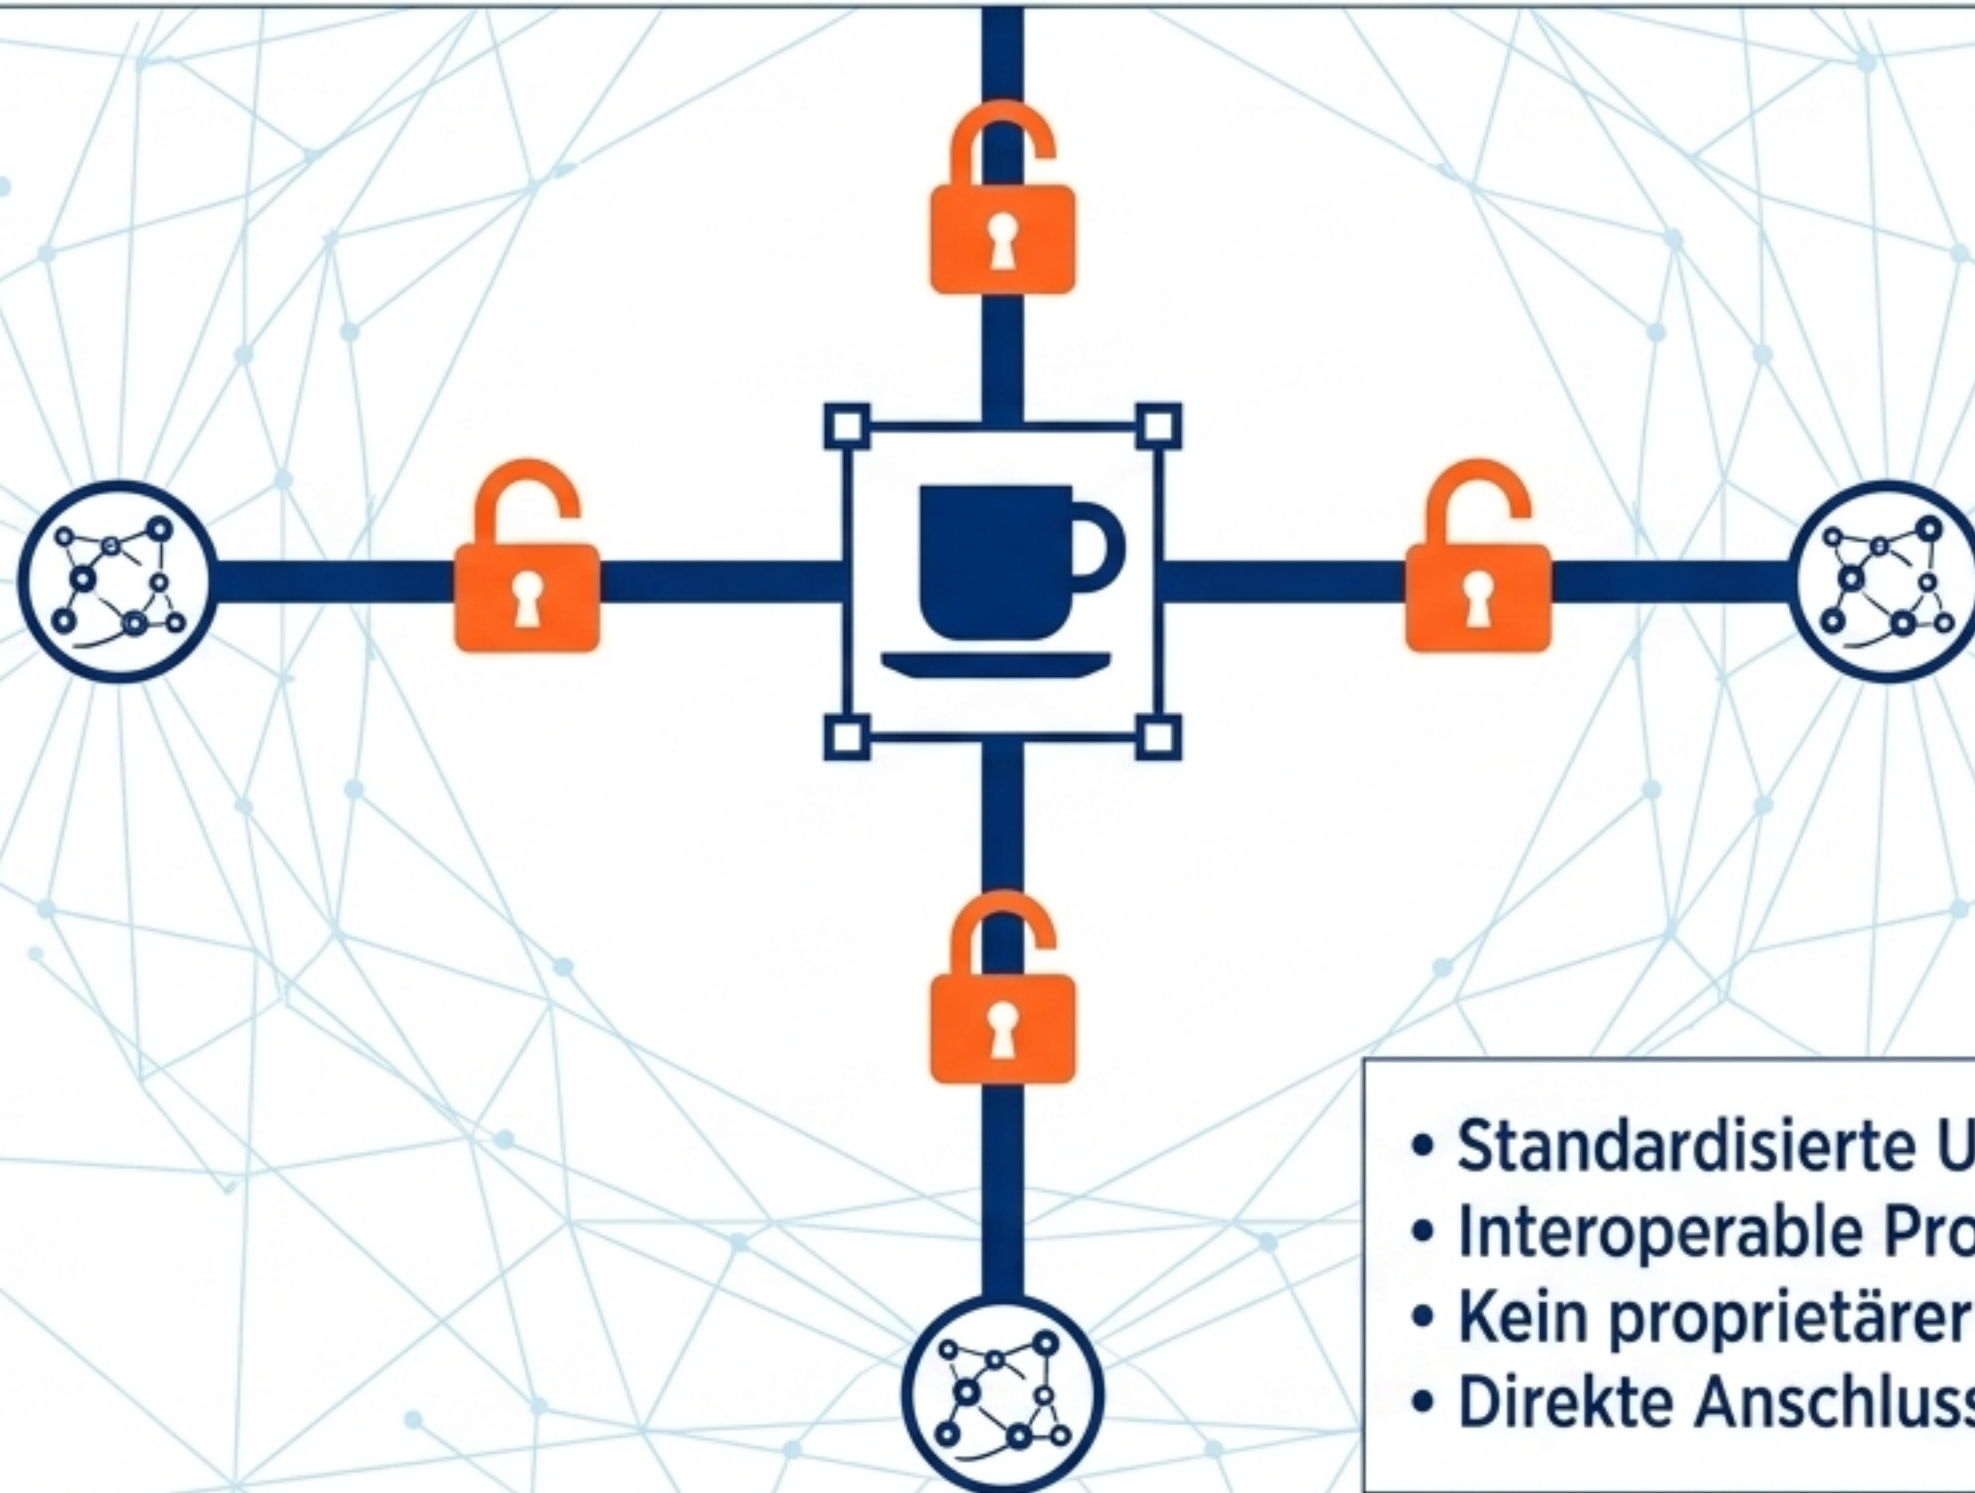 • Standardisierte U
• Interoperable Pro
• Kein proprietärer
• Direkte Anschluss